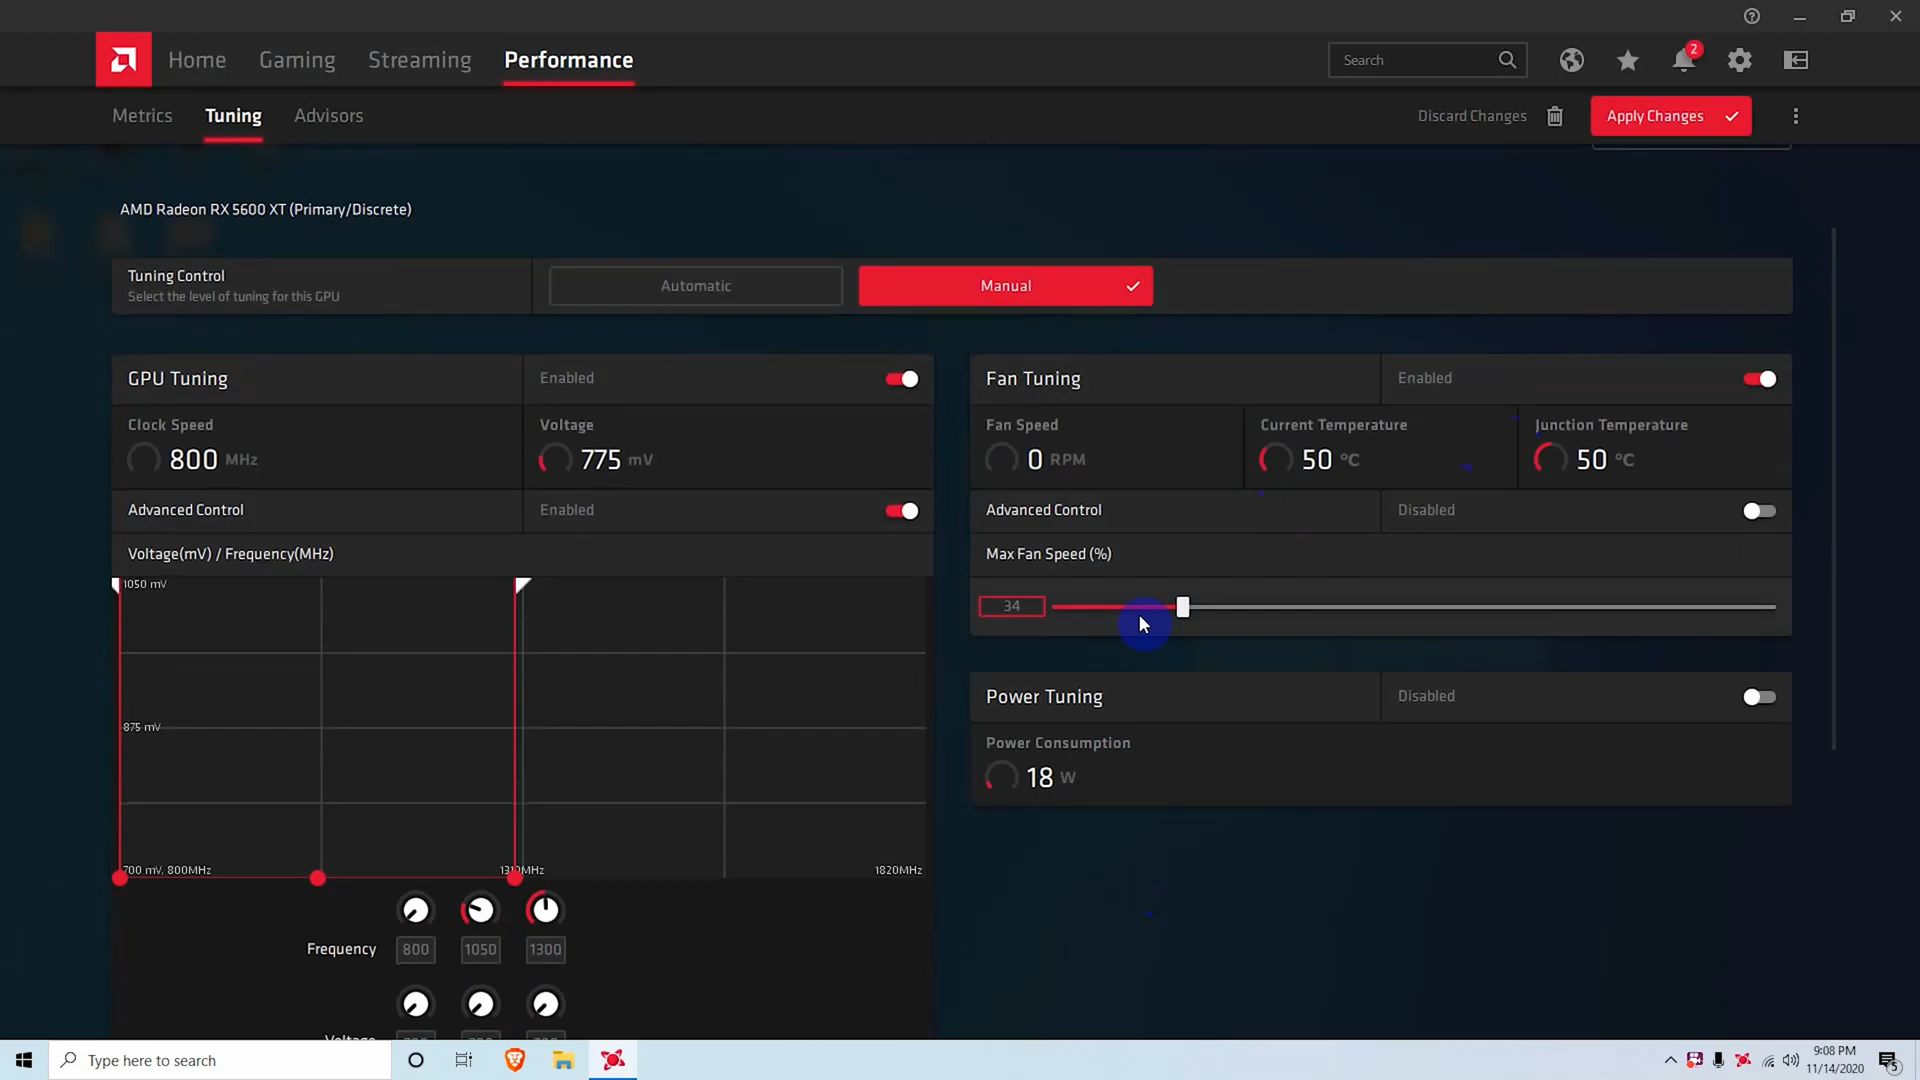 Home Gaming Streaming Performance
Search
2
Metrics Tuning Advisors
Discard Changes
Apply Changes
AMD Radeon RX 5600 XT (Primary/Discrete)
Tuning Control
Select the level of tuning for this GPU
Automatic
Manual
GPU Tuning
Enabled
Clock Speed
800 MHz
Voltage
775 mV
Advanced Control
Enabled
Voltage(mV) / Frequency(MHz)
1050 mV
875 mV
700 mV, 800MHz
1310MHz
1820MHz
Frequency
800
1050
1300
Voltage
Fan Tuning
Enabled
Fan Speed
0 RPM
Current Temperature
50 °C
Junction Temperature
50 °C
Advanced Control
Disabled
Max Fan Speed (%)
34
Power Tuning
Disabled
Power Consumption
18 W
Type here to search
9:08 PM
11/14/2020
5